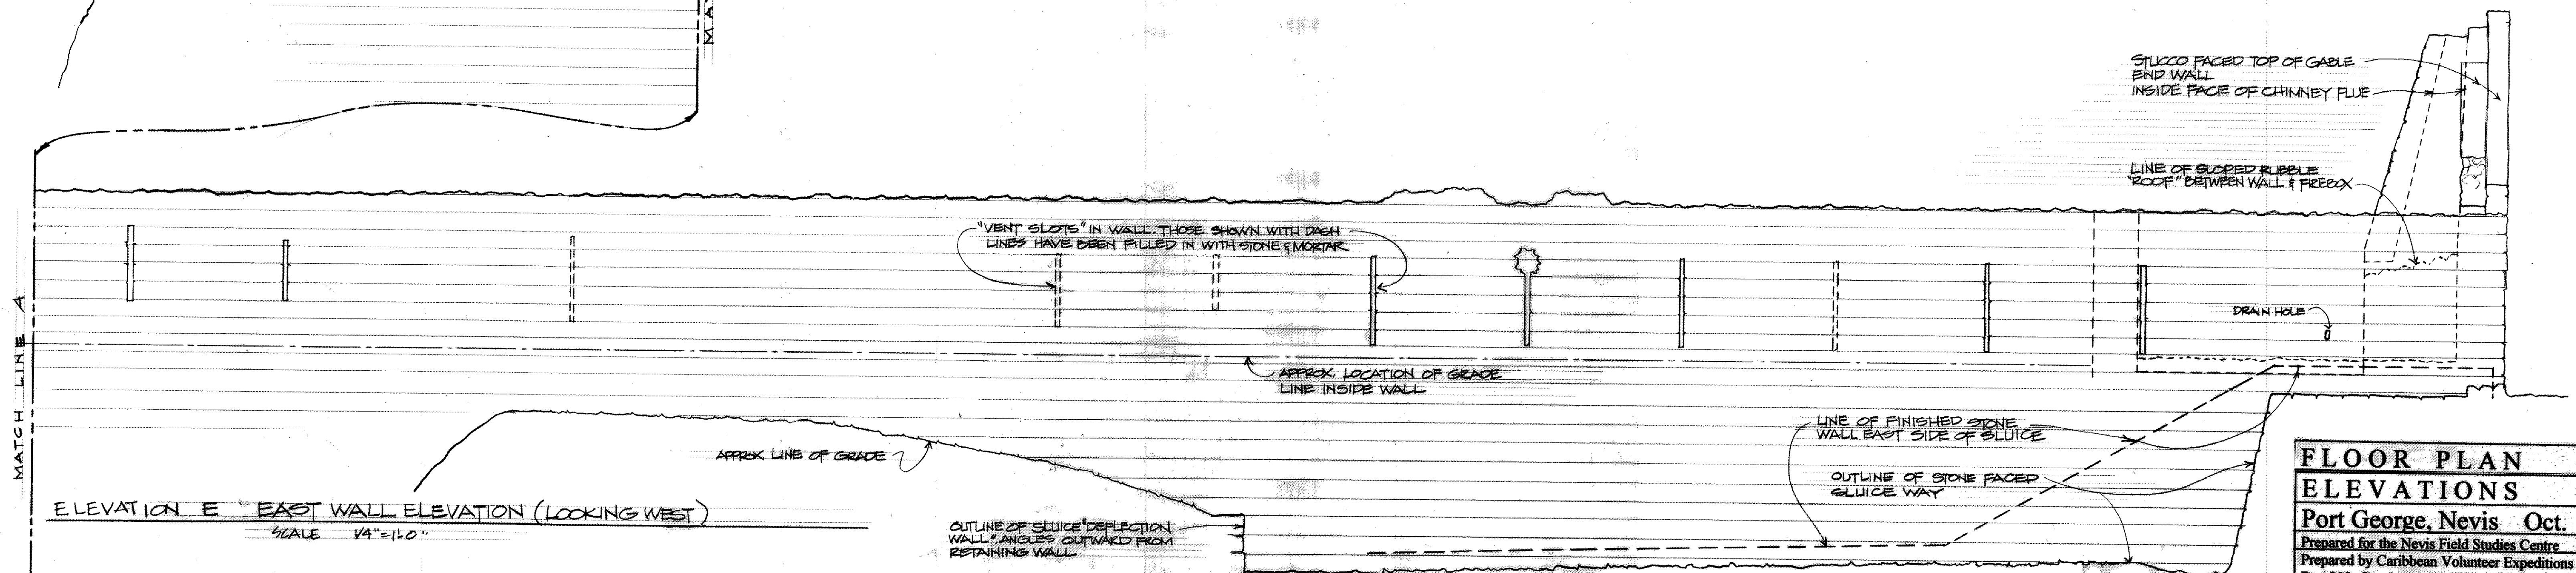 MA
STUCCO FACED TOP OF GABLE
END WALL
INSIDE FACE OF CHIMNEY FLUE
LINE OF SLOPED RUBBLE
"ROOF" BETWEEN WALL & FIREBOX
"VENT SLOTS" IN WALL. THOSE SHOWN WITH DASH
LINES HAVE BEEN FILLED IN WITH STONE & MORTAR
DRAIN HOLE
MATCH LINE A
APPROX. LOCATION OF GRADE
LINE INSIDE WALL
LINE OF FINISHED STONE
WALL EAST SIDE OF SLUICE
APPROX LINE OF GRADE
OUTLINE OF STONE FACED
SLUICE WAY
ELEVATION E EAST WALL ELEVATION (LOOKING WEST)
SCALE 1/4"=1'-0"
OUTLINE OF SLUICE "DEFLECTION
WALL". ANGLES OUTWARD FROM
RETAINING WALL
FLOOR PLAN
ELEVATIONS
Port George, Nevis Oct.
Prepared for the Nevis Field Studies Centre
Prepared by Caribbean Volunteer Expeditions